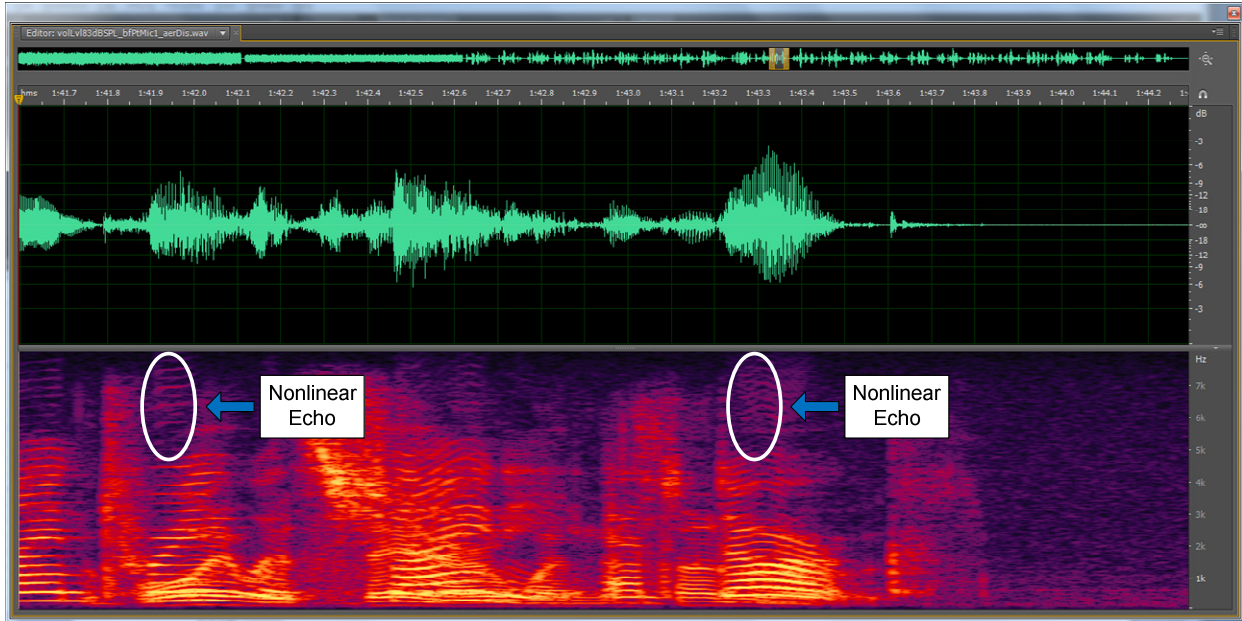 Editor: volLvl83dBSPL_bfPtMic1_aerDis.wav
hms 1:41.7 1:41.8 1:41.9 1:42.0 1:42.1 1:42.2 1:42.3 1:42.4 1:42.5 1:42.6 1:42.7 1:42.8 1:42.9 1:43.0 1:43.1 1:43.2 1:43.3 1:43.4 1:43.5 1:43.6 1:43.7 1:43.8 1:43.9 1:44.0 1:44.1 1:44.2
dB
-3
-6
-9
-12
-18
-∞
-18
-12
-9
-6
-3
Hz
7k
6k
5k
4k
3k
2k
1k
Nonlinear
Echo
Nonlinear
Echo